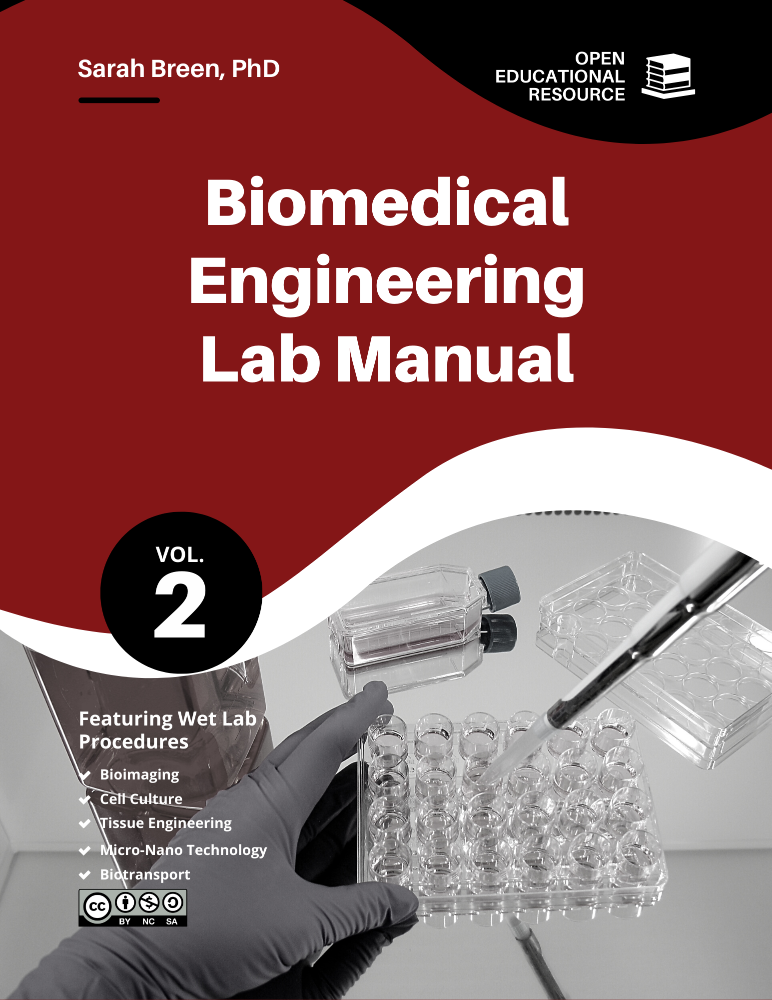 Sarah Breen, PhD
OPEN
EDUCATIONAL
RESOURCE
Biomedical
Engineering
Lab Manual
VOL.
2
Featuring Wet Lab
Procedures
Bioimaging
Cell Culture
Tissue Engineering
Micro-Nano Technology
Biotransport
cc
BY NC SA